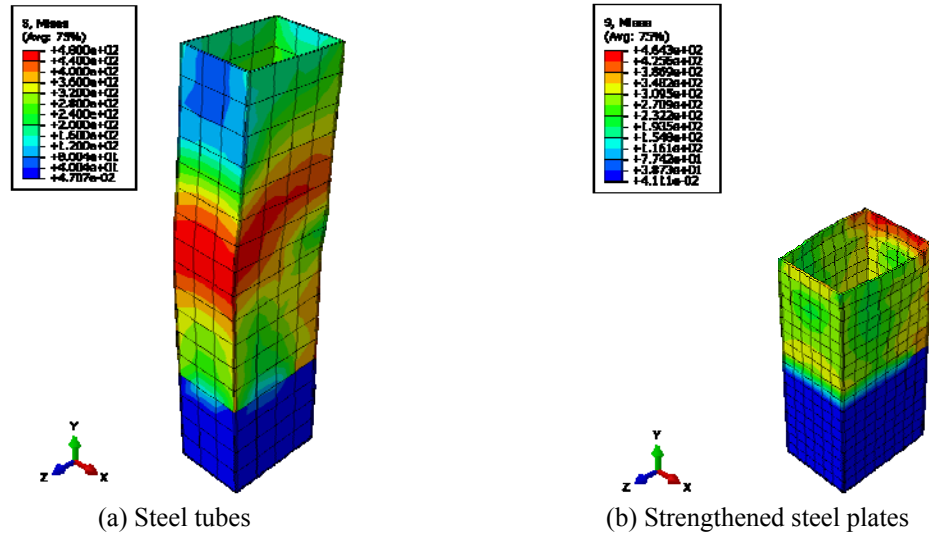 S, Mises
(Avg: 75%)
+4.800e+02
+4.400e+02
+4.000e+02
+3.600e+02
+3.200e+02
+2.800e+02
+2.400e+02
+2.000e+02
+1.600e+02
+1.200e+02
+8.004e+01
+4.004e+01
+4.707e-02
Y
Z X
(a) Steel tubes
S, Mises
(Avg: 75%)
+4.643e+02
+4.256e+02
+3.869e+02
+3.482e+02
+3.095e+02
+2.709e+02
+2.322e+02
+1.935e+02
+1.548e+02
+1.161e+02
+7.742e+01
+3.873e+01
+4.111e-02
Y
Z X
(b) Strengthened steel plates